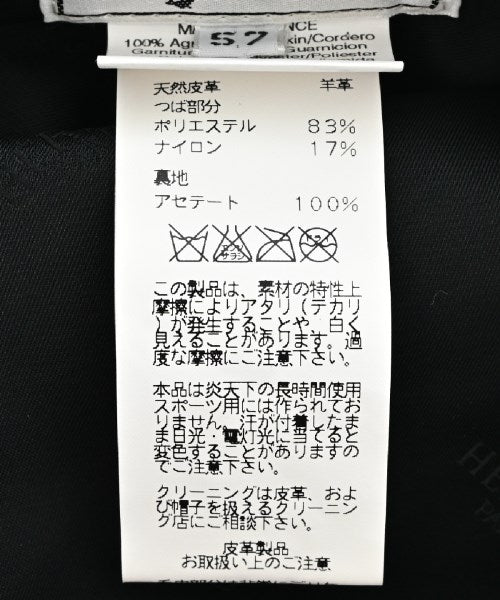 57
100%
天然皮革 羊革
つば部分
ポリエステル 83%
ナイロン 17%
裏地
アセテート 100%
エンソ
サラシ
この製品は、素材の特性上
摩擦によりアタリ(テカリ
)が発生することや、白く
見えることがあります。過
度な摩擦にご注意下さい。
本品は炎天下の長時間使用
スポーツ用には作られてお
りません。汗が付着したま
ま日光・電灯光に当てると
変色することがありますの
でご注意下さい。
クリーニングは皮革、およ
び帽子を扱えるクリーニン
グ店にご相談下さい。
皮革製品
お取扱い上のご注意